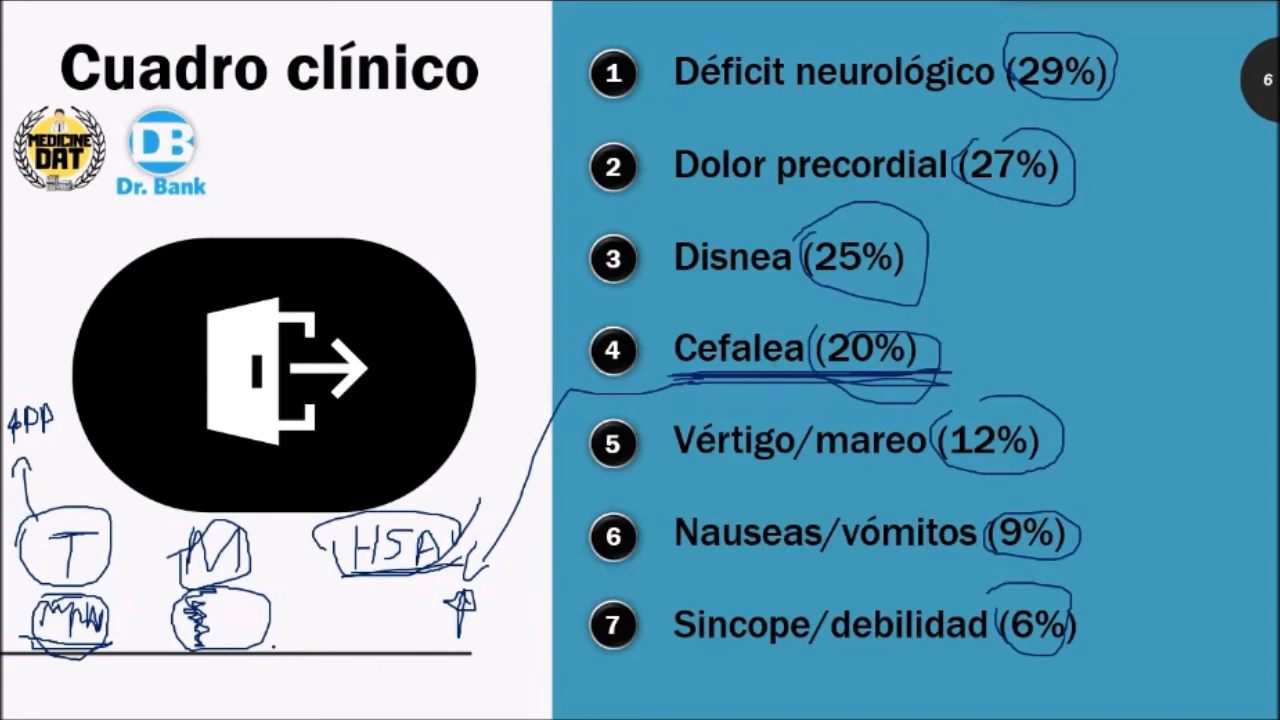 Cuadro clínico
MEDICINE
DAT
DB
Dr. Bank
1 Déficit neurológico (29%)
2 Dolor precordial (27%)
3 Disnea (25%)
4 Cefalea (20%)
5 Vértigo/mareo (12%)
6 Nauseas/vómitos (9%)
7 Sincope/debilidad (6%)
6
T
M
HSA